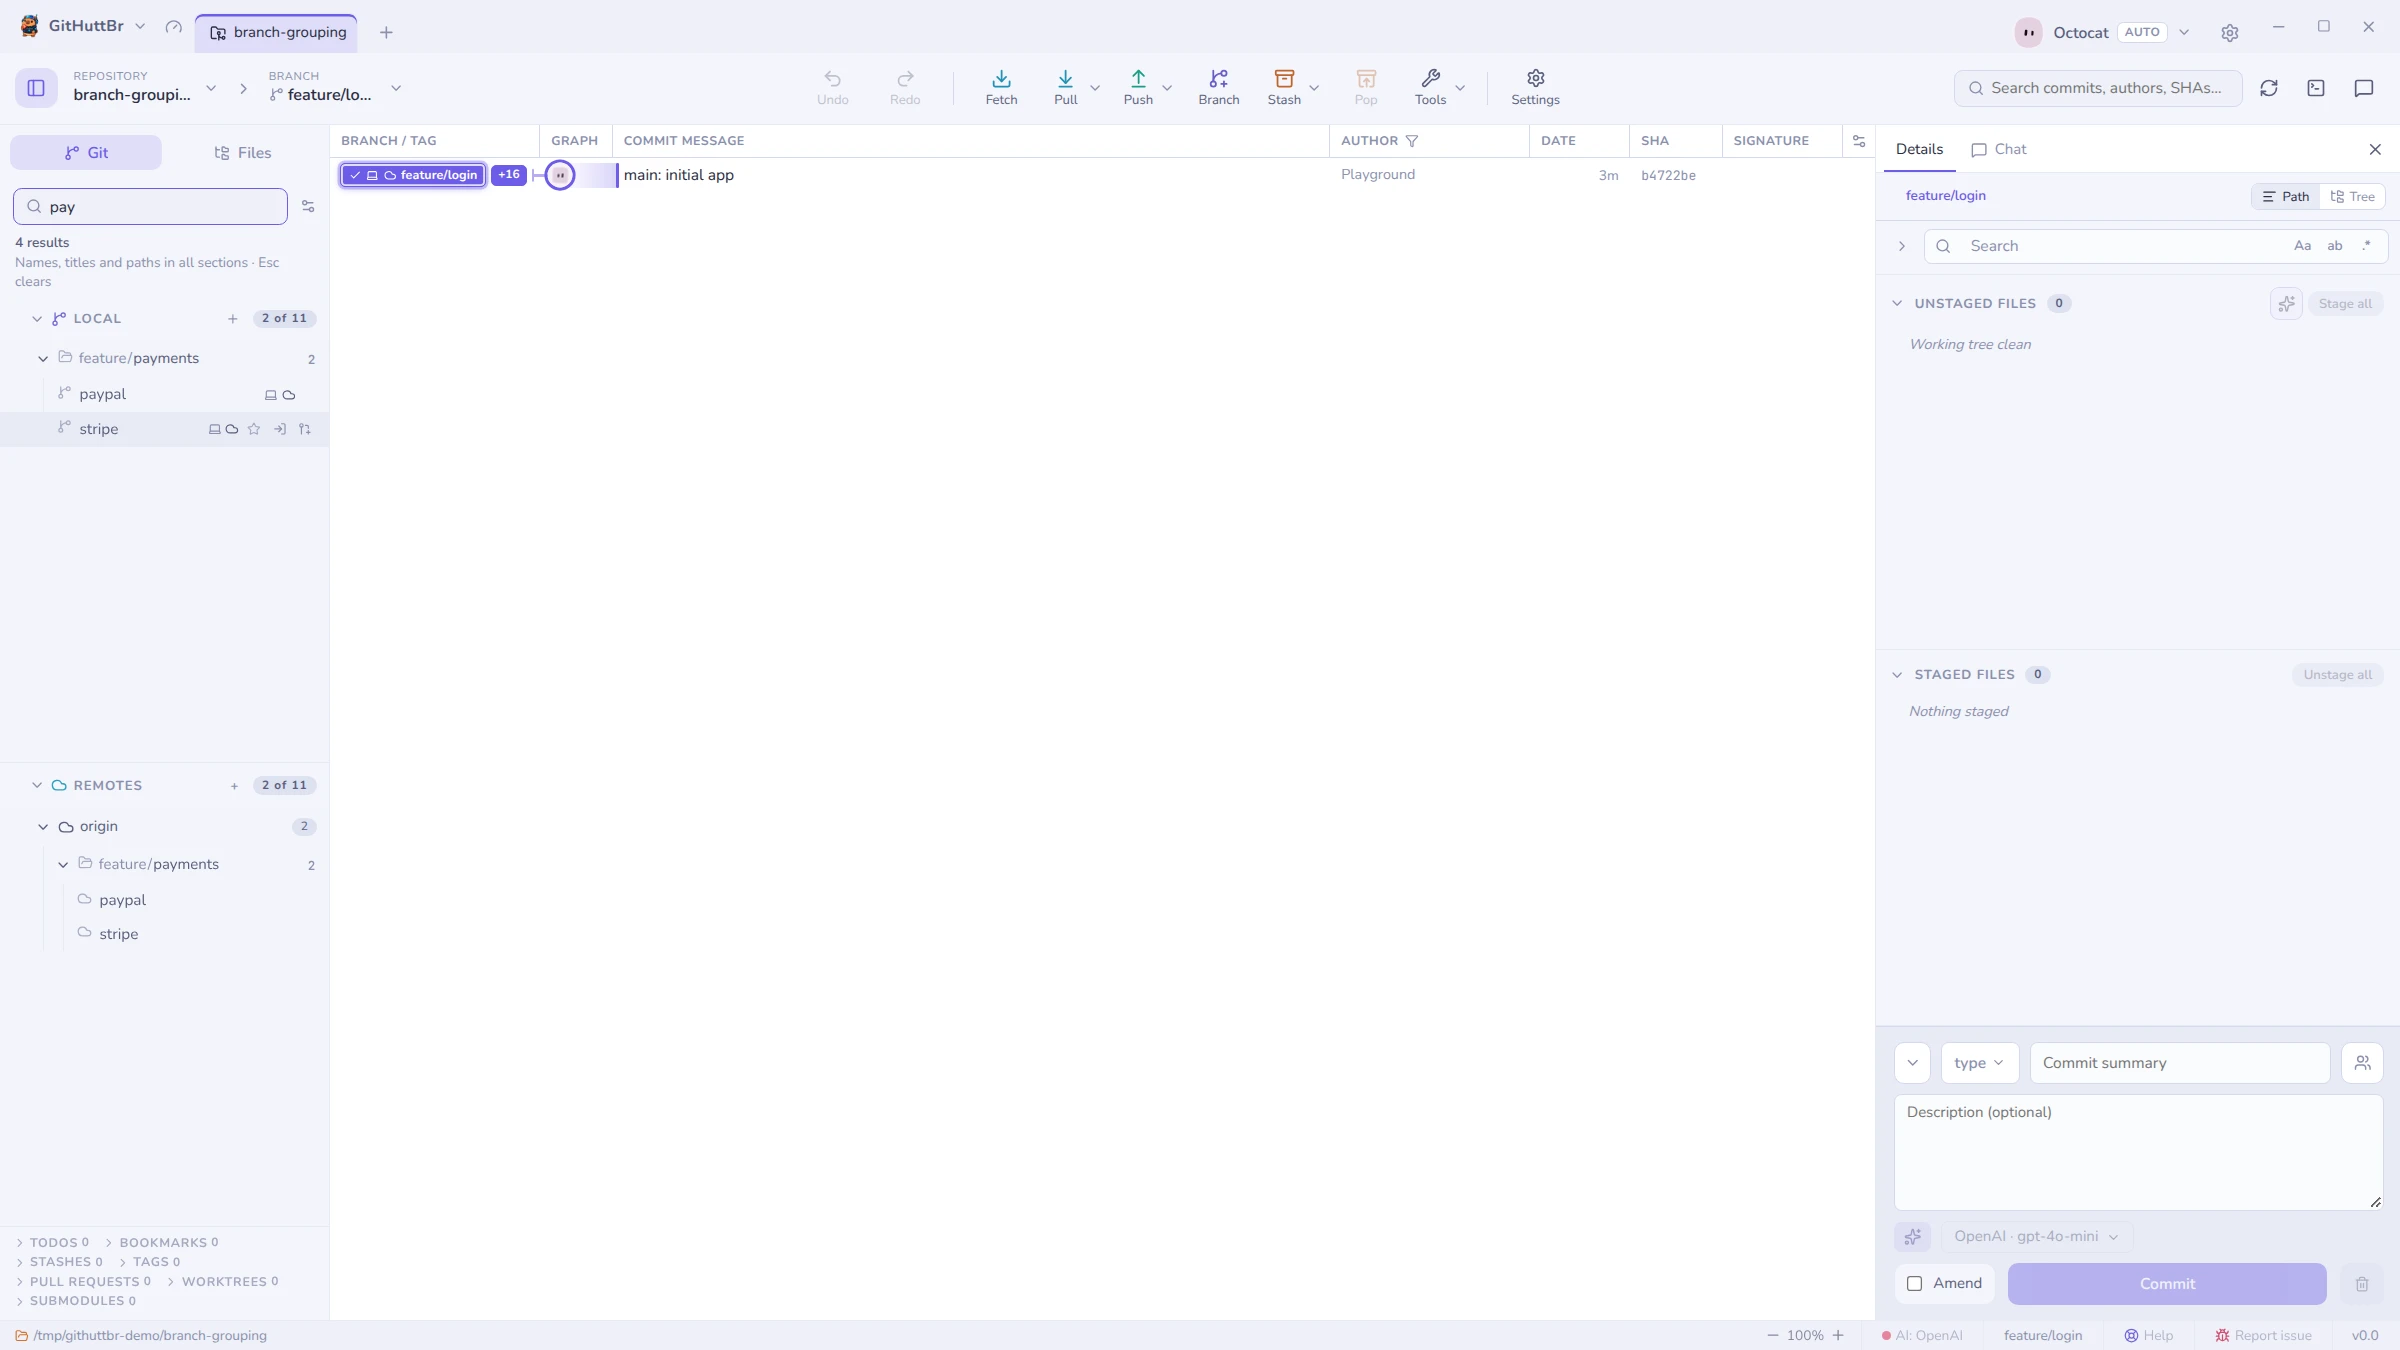 GitHuttBr
branch-grouping
Octocat AUTO
REPOSITORY
branch-groupi...
BRANCH
feature/lo...
Undo
Redo
Fetch
Pull
Push
Branch
Stash
Pop
Tools
Settings
Search commits, authors, SHAs...
Git
Files
pay
4 results
Names, titles and paths in all sections · Esc
clears
LOCAL + 2 of 11
feature/payments 2
paypal
stripe
REMOTES + 2 of 11
origin 2
feature/payments 2
paypal
stripe
TODOS 0 BOOKMARKS 0
STASHES 0 TAGS 0
PULL REQUESTS 0 WORKTREES 0
SUBMODULES 0
BRANCH / TAG GRAPH COMMIT MESSAGE AUTHOR DATE SHA SIGNATURE
feature/login +16 main: initial app Playground 3m b4722be
Details Chat
feature/login Path Tree
Search Aa ab .*
UNSTAGED FILES 0 Stage all
Working tree clean
STAGED FILES 0 Unstage all
Nothing staged
type Commit summary
Description (optional)
OpenAI · gpt-4o-mini
Amend Commit
/tmp/githuttbr-demo/branch-grouping 100% AI: OpenAI feature/login Help Report issue v0.0